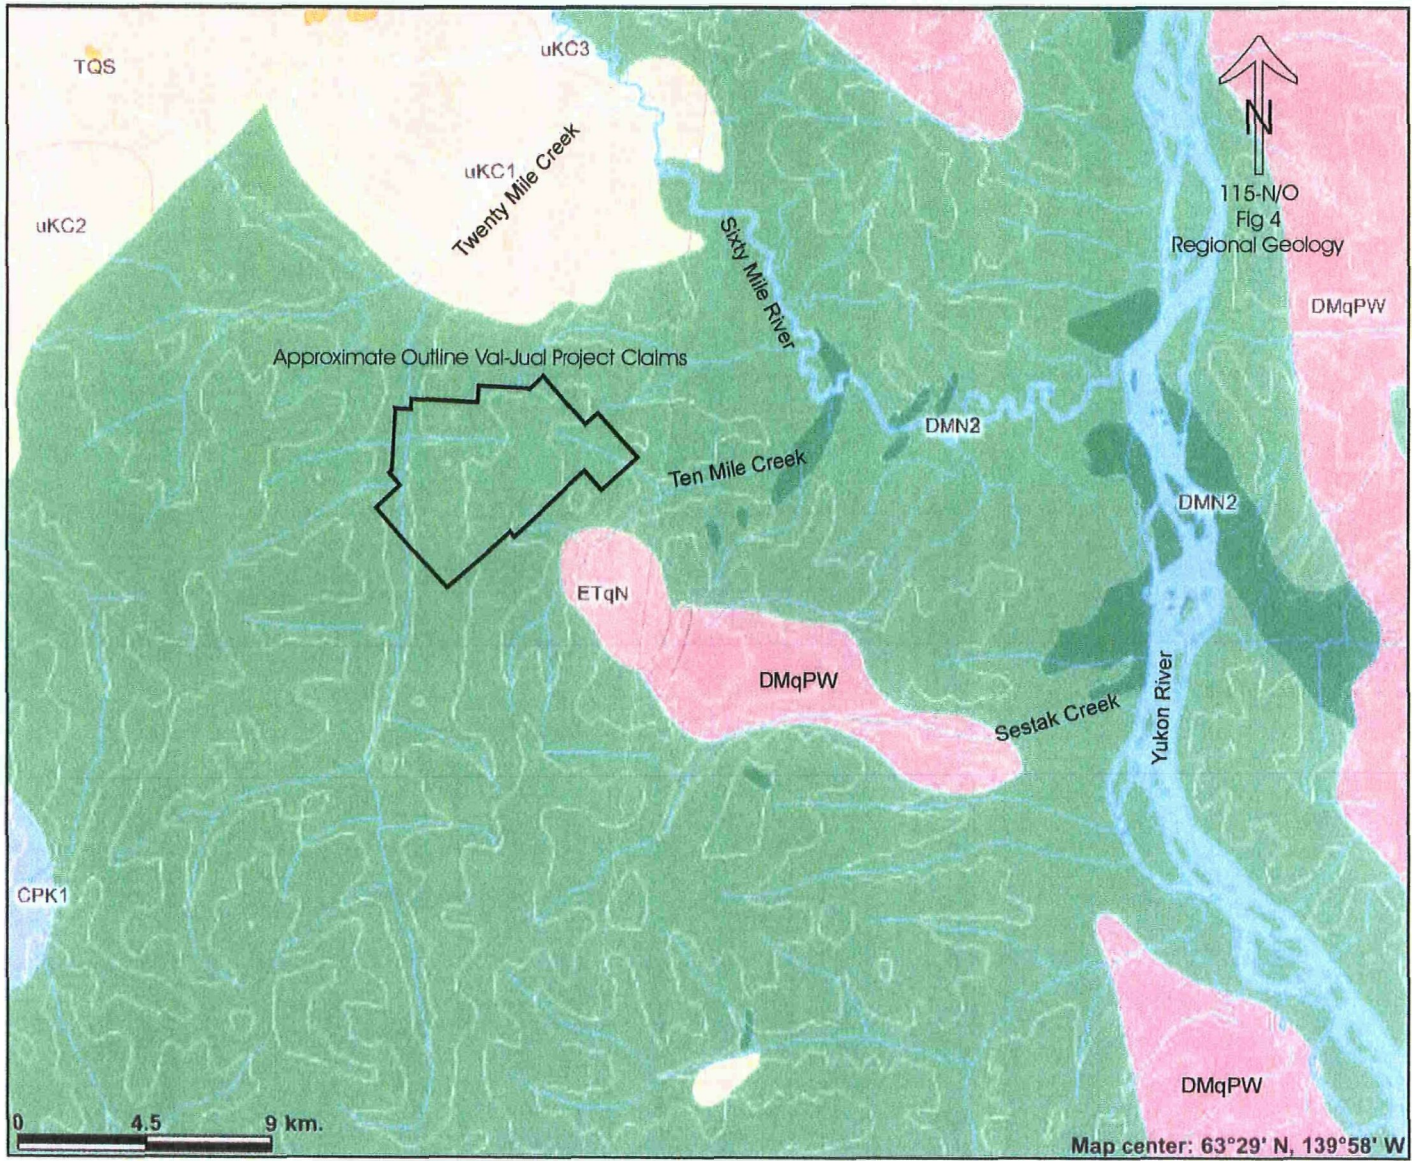 uKC3
TQS
N
uKC1
Twenty Mile Creek
115-N/O
Fig 4
Regional Geology
uKC2
Sixty Mile River
DMqPW
Approximate Outline Val-Jual Project Claims
DMN2
Ten Mile Creek
DMN2
ETqN
DMqPW
Sestak Creek
Yukon River
CPK1
DMqPW
0 4.5 9 km.
Map center: 63°29' N, 139°58' W